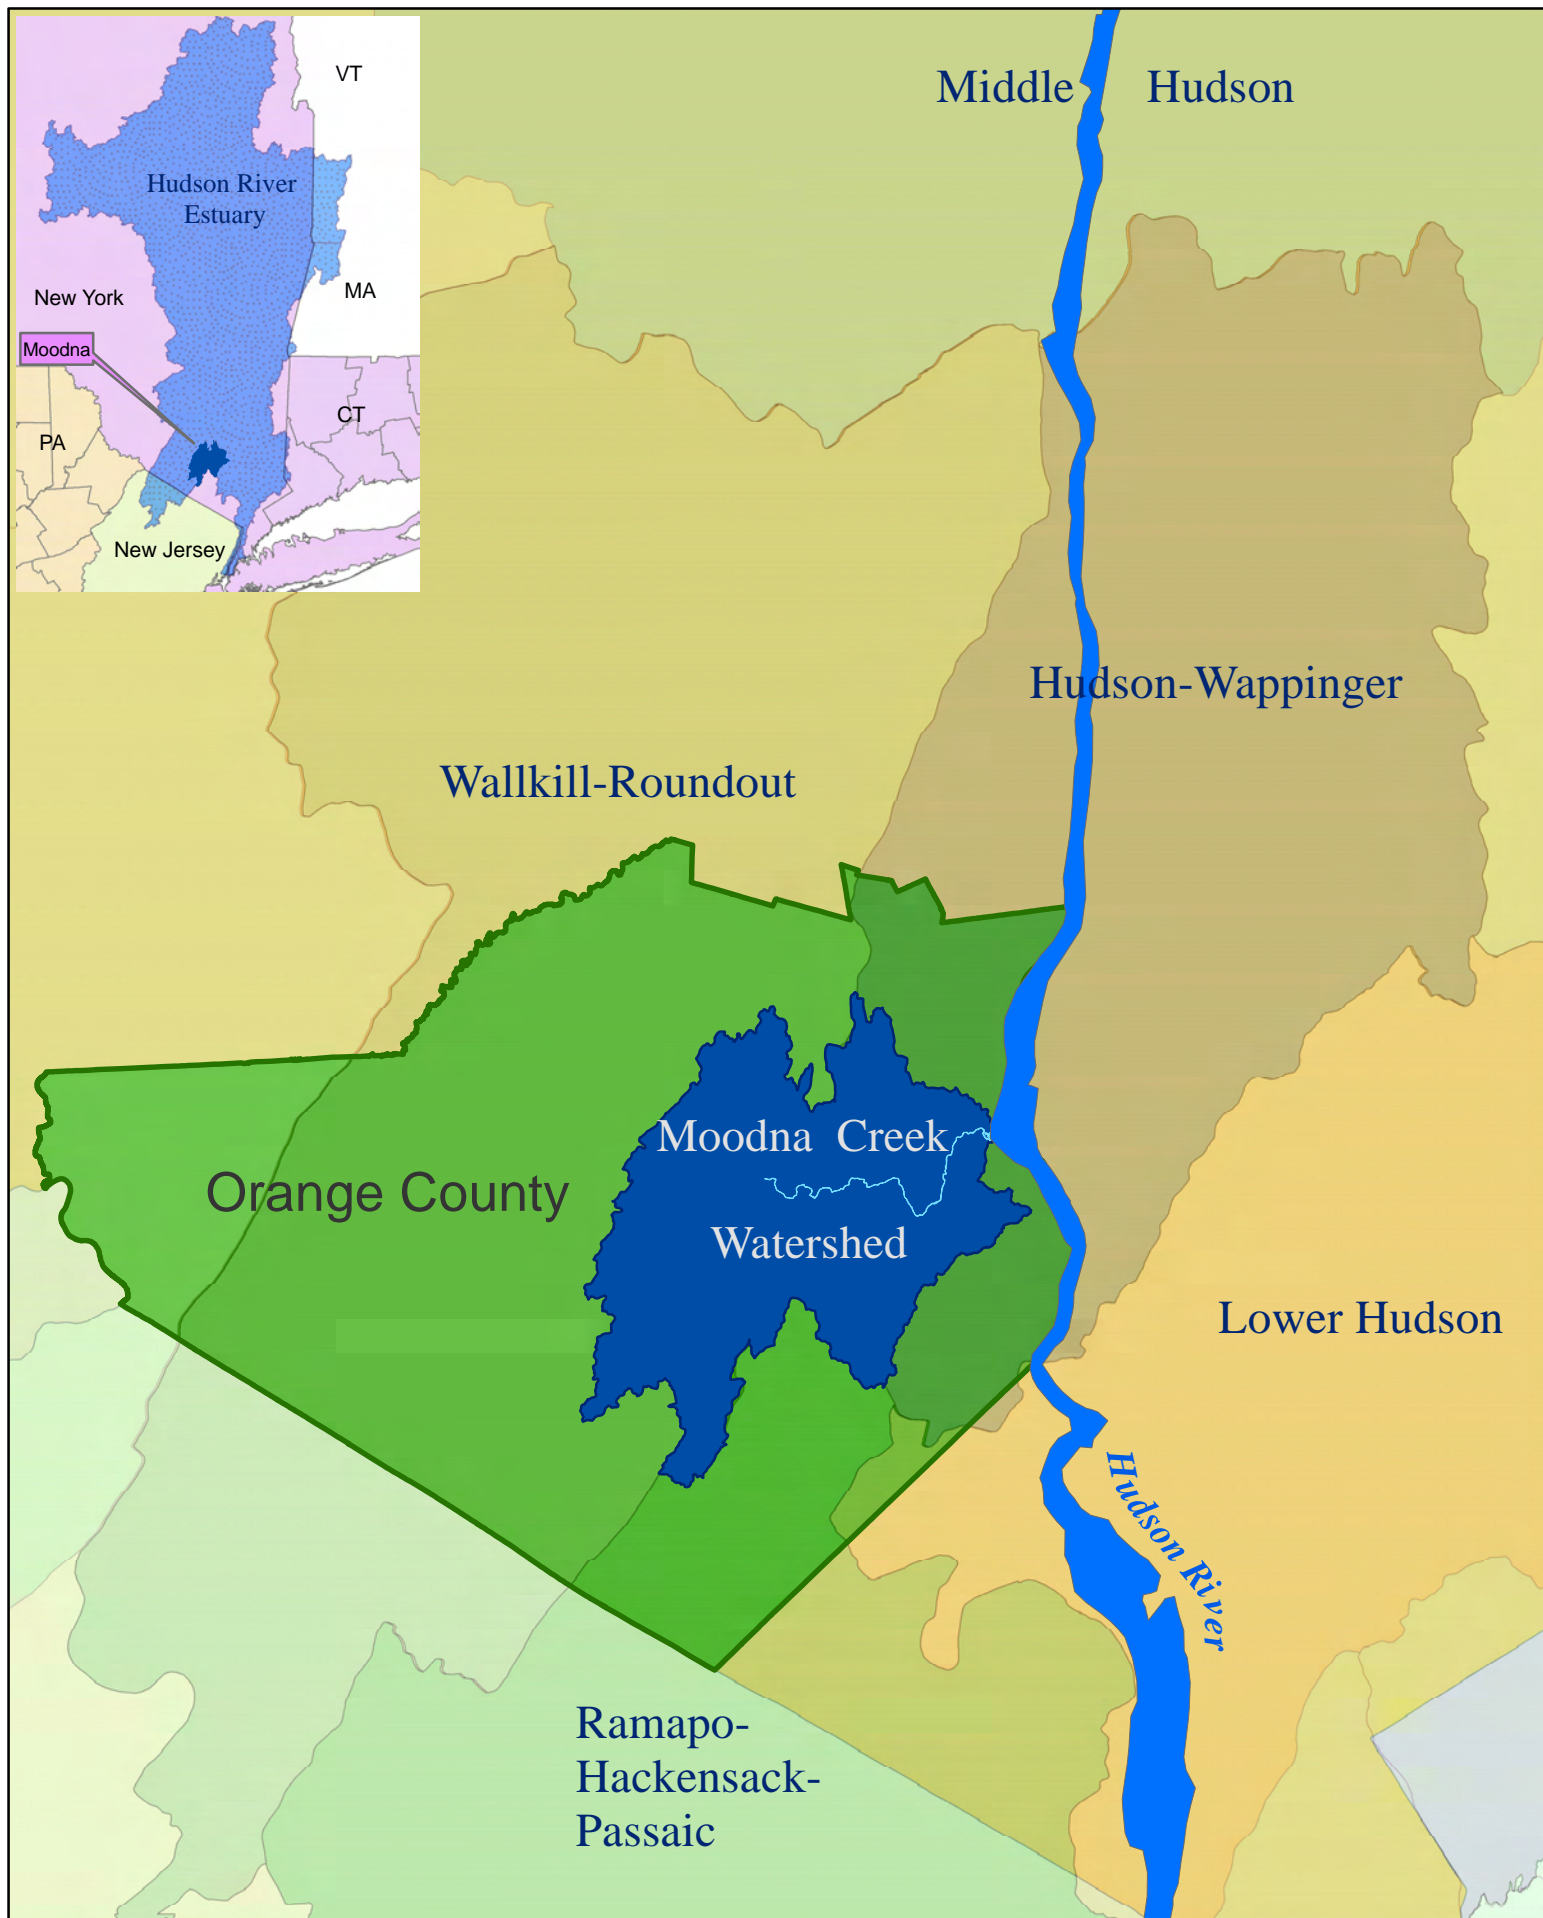 VT
Hudson River
Estuary
New York
MA
Moodna
CT
PA
New Jersey
Middle Hudson
Hudson-Wappinger
Wallkill-Roundout
Moodna Creek
Orange County
Watershed
Lower Hudson
Hudson River
Ramapo-
Hackensack-
Passaic